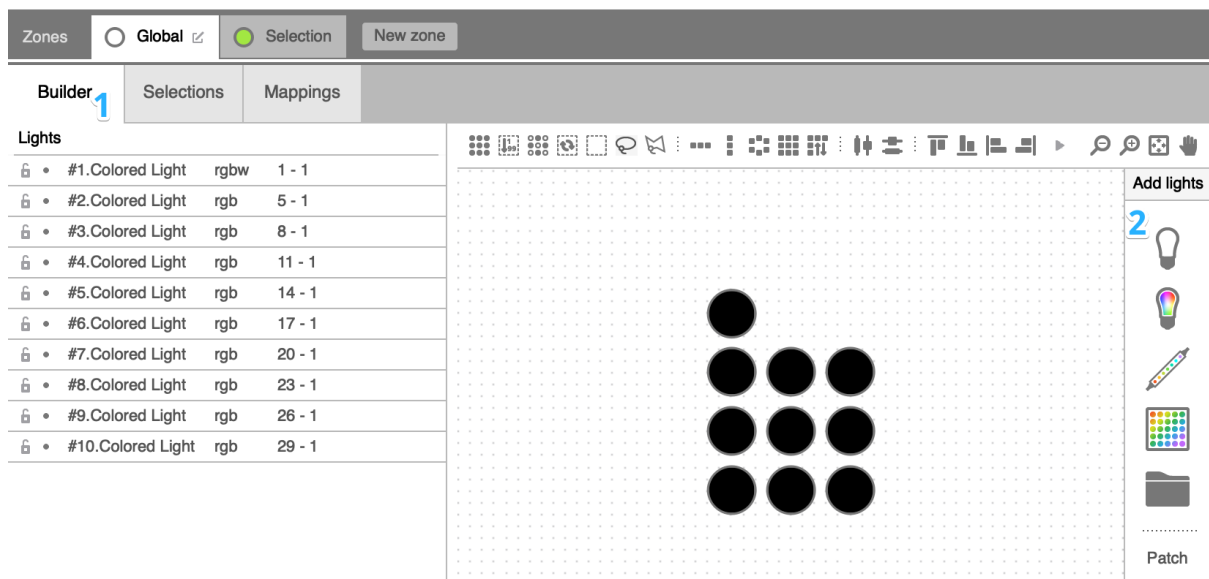 Zones Global Selection New zone
Builder 1 Selections Mappings
Lights
#1.Colored Light rgbw 1 - 1
#2.Colored Light rgb 5 - 1
#3.Colored Light rgb 8 - 1
#4.Colored Light rgb 11 - 1
#5.Colored Light rgb 14 - 1
#6.Colored Light rgb 17 - 1
#7.Colored Light rgb 20 - 1
#8.Colored Light rgb 23 - 1
#9.Colored Light rgb 26 - 1
#10.Colored Light rgb 29 - 1
Add lights
2
Patch